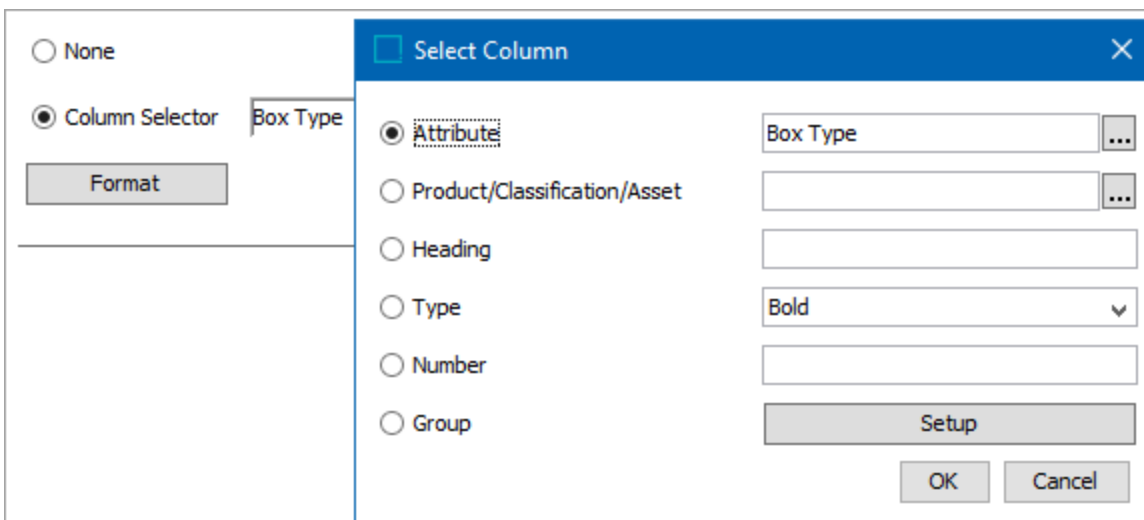 None
Column Selector Box Type
Format
Select Column
Attribute Box Type ...
Product/Classification/Asset ...
Heading
Type Bold
Number
Group Setup
OK Cancel